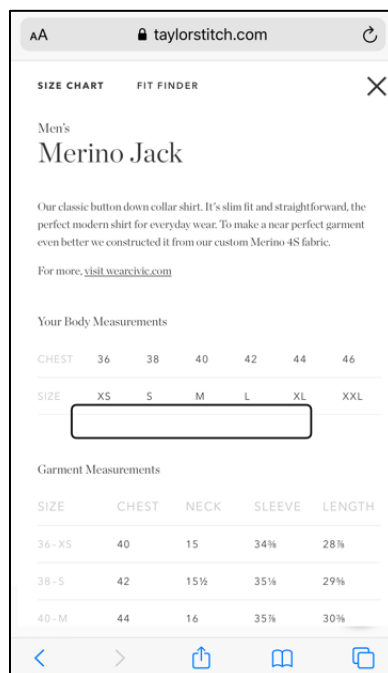 AA taylorstitch.com
SIZE CHART FIT FINDER
Men's
Merino Jack
Our classic button down collar shirt. It's slim fit and straightforward, the
perfect modern shirt for everyday wear. To make a near perfect garment
even better we constructed it from our custom Merino 4S fabric.
For more, visit wearcivic.com
Your Body Measurements
CHEST 36 38 40 42 44 46
SIZE XS S M L XL XXL
Garment Measurements
SIZE CHEST NECK SLEEVE LENGTH
36-XS 40 15 34⅜ 28⅞
38-S 42 15½ 35⅛ 29⅝
40-M 44 16 35⅞ 30⅜